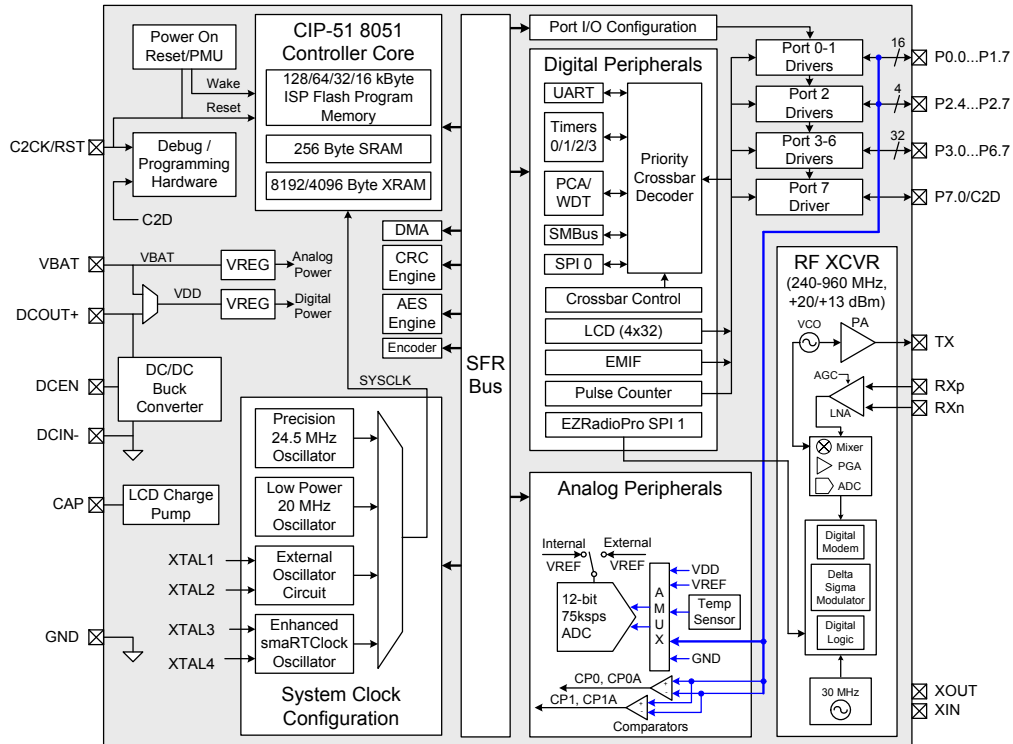 Power On
Reset/PMU
Wake
Reset
C2CK/RST
Debug /
Programming
Hardware
C2D
VBAT
VBAT
VREG
Analog
Power
VDD
VREG
Digital
Power
DCOUT+
DCEN
DC/DC
Buck
Converter
DCIN-
CAP
LCD Charge
Pump
XTAL1
XTAL2
XTAL3
XTAL4
GND
CIP-51 8051
Controller Core
128/64/32/16 kByte
ISP Flash Program
Memory
256 Byte SRAM
8192/4096 Byte XRAM
DMA
CRC
Engine
AES
Engine
Encoder
SYSCLK
Precision
24.5 MHz
Oscillator
Low Power
20 MHz
Oscillator
External
Oscillator
Circuit
Enhanced
smaRTClock
Oscillator
System Clock
Configuration
SFR
Bus
Port I/O Configuration
Digital Peripherals
UART
Timers
0/1/2/3
PCA/
WDT
SMBus
SPI 0
Priority
Crossbar
Decoder
Crossbar Control
LCD (4x32)
EMIF
Pulse Counter
EZRadioPro SPI 1
Analog Peripherals
Internal
VREF
External
VREF
12-bit
75ksps
ADC
A
M
U
X
VDD
VREF
Temp
Sensor
GND
CP0, CP0A
+
-
CP1, CP1A
+
-
Comparators
Port 0-1
Drivers
16
P0.0...P1.7
Port 2
Drivers
4
P2.4...P2.7
Port 3-6
Drivers
32
P3.0...P6.7
Port 7
Driver
P7.0/C2D
RF XCVR
(240-960 MHz,
+20/+13 dBm)
VCO
PA
TX
AGC
LNA
RXp
RXn
Mixer
PGA
ADC
Digital
Modem
Delta
Sigma
Modulator
Digital
Logic
30 MHz
XOUT
XIN